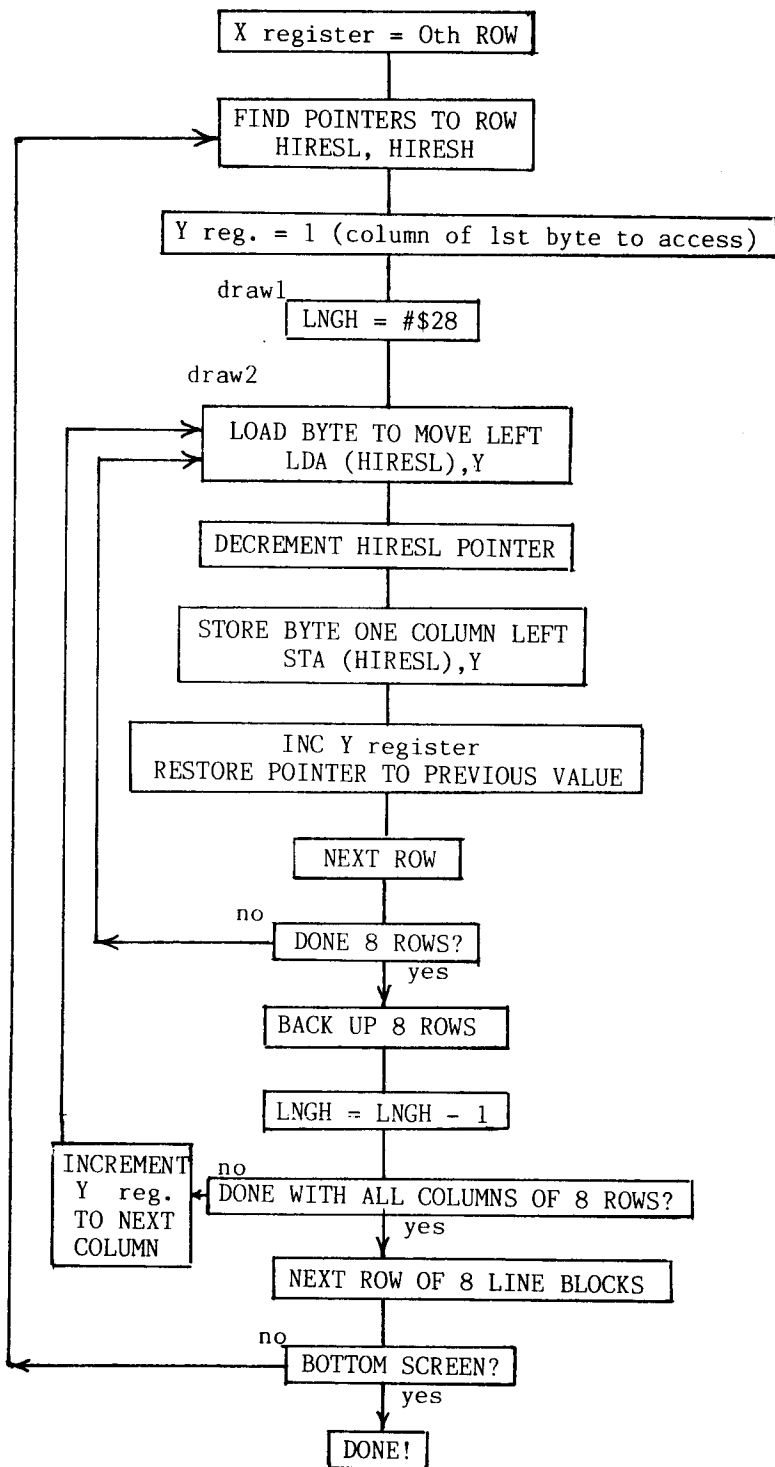 X register = 0th ROW
FIND POINTERS TO ROW
HIRESL, HIRESH
Y reg. = 1 (column of 1st byte to access)
draw1
LNGH = #$28
draw2
LOAD BYTE TO MOVE LEFT
LDA (HIRESL),Y
DECREMENT HIRESL POINTER
STORE BYTE ONE COLUMN LEFT
STA (HIRESL),Y
INC Y register
RESTORE POINTER TO PREVIOUS VALUE
NEXT ROW
no
DONE 8 ROWS?
yes
BACK UP 8 ROWS
LNGH = LNGH - 1
INCREMENT
Y reg.
TO NEXT
COLUMN
no
DONE WITH ALL COLUMNS OF 8 ROWS?
yes
NEXT ROW OF 8 LINE BLOCKS
no
BOTTOM SCREEN?
yes
DONE!